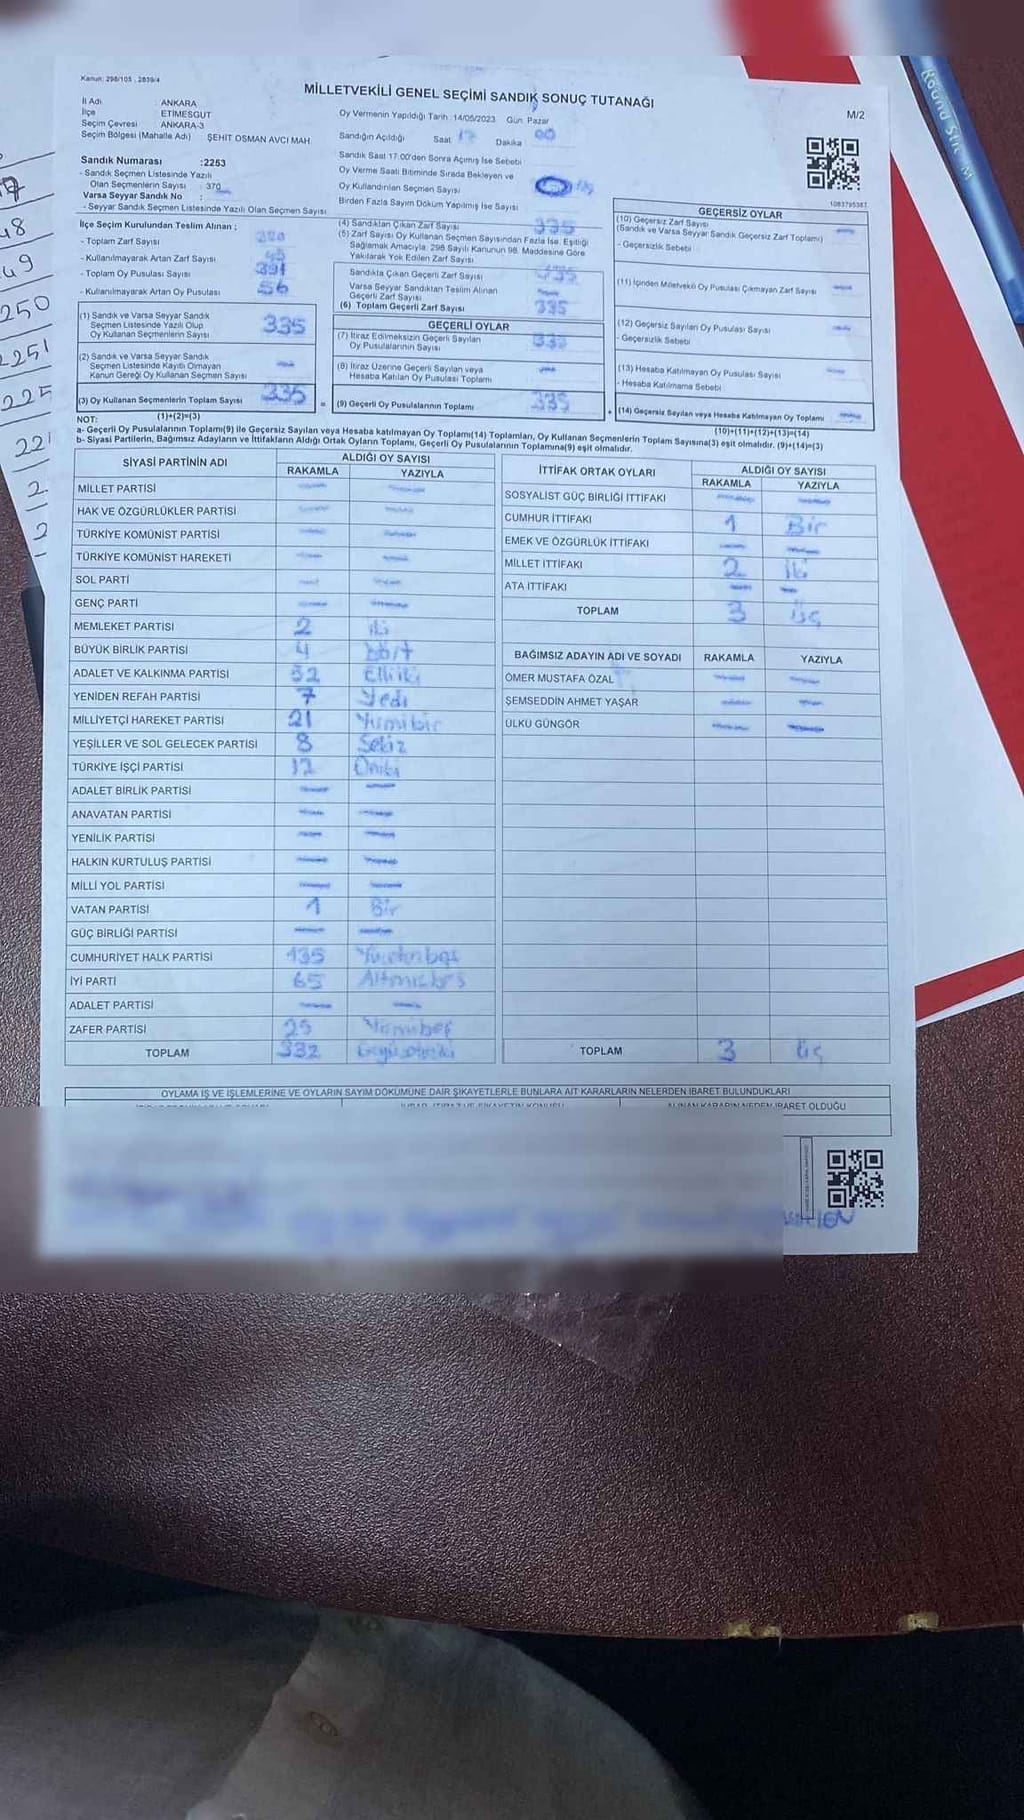 Kanun: 298/105 , 2839/4
MİLLETVEKİLİ GENEL SEÇİMİ SANDIK SONUÇ TUTANAĞI
M/2
İl Adı : ANKARA
İlçe : ETİMESGUT
Seçim Çevresi : ANKARA-3
Seçim Bölgesi (Mahalle Adı) ŞEHİT OSMAN AVCI MAH
Oy Vermenin Yapıldığı Tarih: 14/05/2023 Gün: Pazar
Sandığın Açıldığı Saat 17 Dakika 00
Sandık Saat 17:00'den Sonra Açılmış İse Sebebi
Oy Verme Saati Bitiminde Sırada Bekleyen ve
Oy Kullandırılan Seçmen Sayısı
Birden Fazla Sayım Döküm Yapılmış İse Sayısı
1083795387
Sandık Numarası :2253
- Sandık Seçmen Listesinde Yazılı
Olan Seçmenlerin Sayısı : 370
Varsa Seyyar Sandık No :
- Seyyar Sandık Seçmen Listesinde Yazılı Olan Seçmen Sayısı
İlçe Seçim Kurulundan Teslim Alınan ;
- Toplam Zarf Sayısı
- Kullanılmayarak Artan Zarf Sayısı
- Toplam Oy Pusulası Sayısı 391
- Kullanılmayarak Artan Oy Pusulası 56
(1) Sandık ve Varsa Seyyar Sandık
Seçmen Listesinde Yazılı Olup
Oy Kullanan Seçmenlerin Sayısı 335
(2) Sandık ve Varsa Seyyar Sandık
Seçmen Listesinde Kayıtlı Olmayan
Kanun Gereği Oy Kullanan Seçmen Sayısı —
(3) Oy Kullanan Seçmenlerin Toplam Sayısı 335 =
(1)+(2)=(3)
(4) Sandıktan Çıkan Zarf Sayısı 335
(5) Zarf Sayısı Oy Kullanan Seçmen Sayısından Fazla İse, Eşitliği
Sağlamak Amacıyla, 298 Sayılı Kanunun 98. Maddesine Göre
Yakılarak Yok Edilen Zarf Sayısı
Sandıkta Çıkan Geçerli Zarf Sayısı 335
Varsa Seyyar Sandıktan Teslim Alınan
Geçerli Zarf Sayısı —
(6) Toplam Geçerli Zarf Sayısı 335
GEÇERLİ OYLAR
(7) İtiraz Edilmeksizin Geçerli Sayılan
Oy Pusulalarının Sayısı 335
(8) İtiraz Üzerine Geçerli Sayılan veya
Hesaba Katılan Oy Pusulası Toplamı —
(9) Geçerli Oy Pusulalarının Toplamı 335 +
GEÇERSİZ OYLAR
(10) Geçersiz Zarf Sayısı —
(Sandık ve Varsa Seyyar Sandık Geçersiz Zarf Toplamı)
- Geçersizlik Sebebi
(11) İçinden Milletvekili Oy Pusulası Çıkmayan Zarf Sayısı —
(12) Geçersiz Sayılan Oy Pusulası Sayısı —
- Geçersizlik Sebebi
(13) Hesaba Katılmayan Oy Pusulası Sayısı —
- Hesaba Katılmama Sebebi
(14) Geçersiz Sayılan veya Hesaba Katılmayan Oy Toplamı —
(10)+(11)+(12)+(13)=(14)
NOT:
a- Geçerli Oy Pusulalarının Toplamı(9) ile Geçersiz Sayılan veya Hesaba katılmayan Oy Toplamı(14) Toplamları, Oy Kullanan Seçmenlerin Toplam Sayısına(3) eşit olmalıdır. (9)+(14)=(3)
b- Siyasi Partilerin, Bağımsız Adayların ve İttifakların Aldığı Ortak Oyların Toplamı, Geçerli Oy Pusulalarının Toplamına(9) eşit olmalıdır.
SİYASİ PARTİNİN ADI ALDIĞI OY SAYISI
RAKAMLA YAZIYLA
MİLLET PARTİSİ — —
HAK VE ÖZGÜRLÜKLER PARTİSİ — —
TÜRKİYE KOMÜNİST PARTİSİ — —
TÜRKİYE KOMÜNİST HAREKETİ — —
SOL PARTİ — —
GENÇ PARTİ — —
MEMLEKET PARTİSİ 2 iki
BÜYÜK BİRLİK PARTİSİ 4 Dört
ADALET VE KALKINMA PARTİSİ 52 Elliiki
YENİDEN REFAH PARTİSİ 7 Yedi
MİLLİYETÇİ HAREKET PARTİSİ 21 Yirmibir
YEŞİLLER VE SOL GELECEK PARTİSİ 8 Sekiz
TÜRKİYE İŞÇİ PARTİSİ 12 Oniki
ADALET BİRLİK PARTİSİ — —
ANAVATAN PARTİSİ — —
YENİLİK PARTİSİ — —
HALKIN KURTULUŞ PARTİSİ — —
MİLLİ YOL PARTİSİ — —
VATAN PARTİSİ 1 Bir
GÜÇ BİRLİĞİ PARTİSİ — —
CUMHURİYET HALK PARTİSİ 135
İYİ PARTİ 65 Altmışbeş
ADALET PARTİSİ — —
ZAFER PARTİSİ 25 Yirmibeş
TOPLAM 332
İTTİFAK ORTAK OYLARI ALDIĞI OY SAYISI
RAKAMLA YAZIYLA
SOSYALİST GÜÇ BİRLİĞİ İTTİFAKI — —
CUMHUR İTTİFAKI 1 Bir
EMEK VE ÖZGÜRLÜK İTTİFAKI — —
MİLLET İTTİFAKI 2 iki
ATA İTTİFAKI — —
TOPLAM 3 Üç
BAĞIMSIZ ADAYIN ADI VE SOYADI RAKAMLA YAZIYLA
ÖMER MUSTAFA ÖZAL — —
ŞEMSEDDİN AHMET YAŞAR — —
ÜLKÜ GÜNGÖR — —
TOPLAM 3 üç
OYLAMA İŞ VE İŞLEMLERİNE VE OYLARIN SAYIM DÖKÜMÜNE DAİR ŞİKAYETLERLE BUNLARA AİT KARARLARIN NELERDEN İBARET BULUNDUKLARI
ALINAN KARARIN NEDEN İBARET OLDUĞU
48
49
250
2251
225
Round Stic M